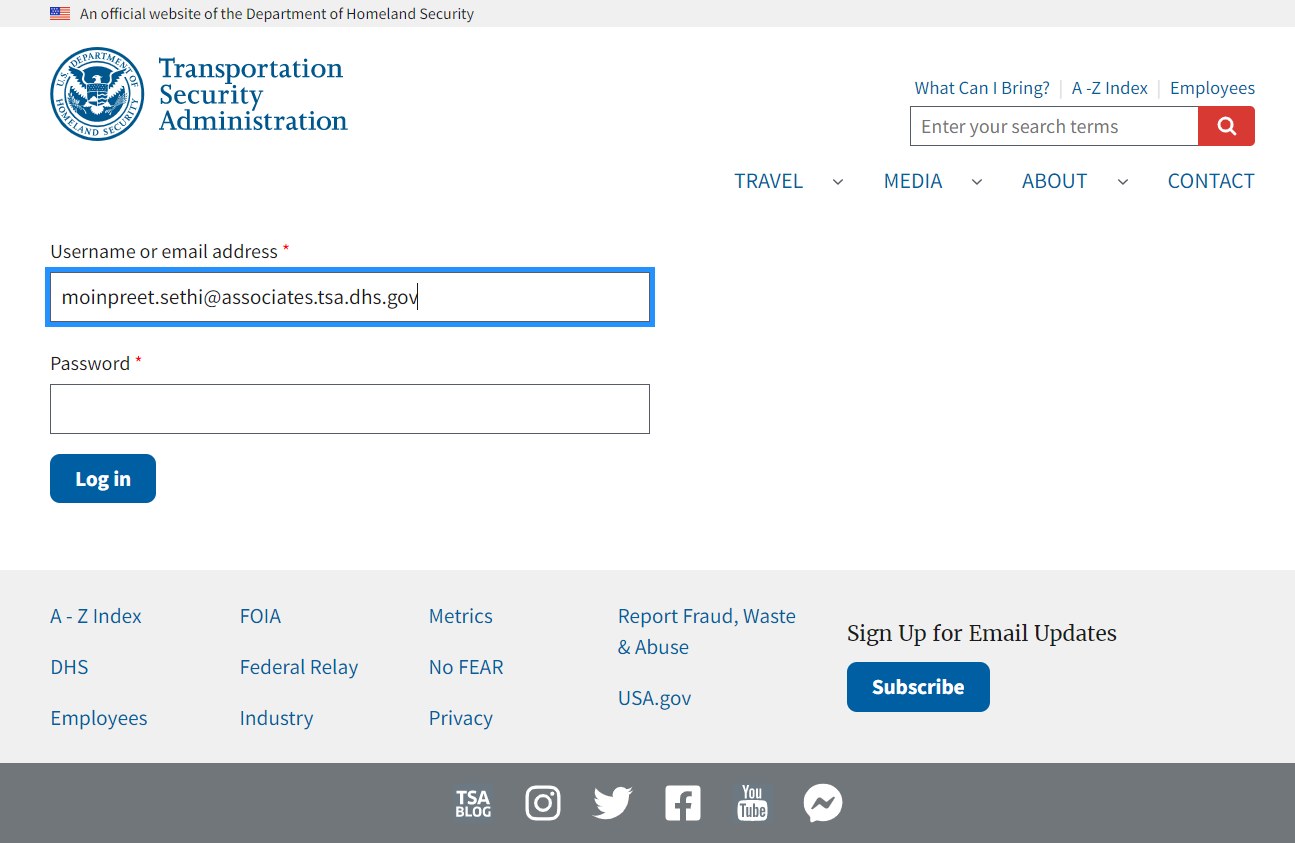 An official website of the Department of Homeland Security
U.S. DEPARTMENT OF HOMELAND SECURITY
Transportation
Security
Administration
What Can I Bring? A -Z Index Employees
Enter your search terms
TRAVEL MEDIA ABOUT CONTACT
Username or email address *
moinpreet.sethi@associates.tsa.dhs.gov
Password *
Log in
A - Z Index FOIA Metrics Report Fraud, Waste
& Abuse
Sign Up for Email Updates
DHS Federal Relay No FEAR
Subscribe
USA.gov
Employees Industry Privacy
TSA
BLOG
You
Tube